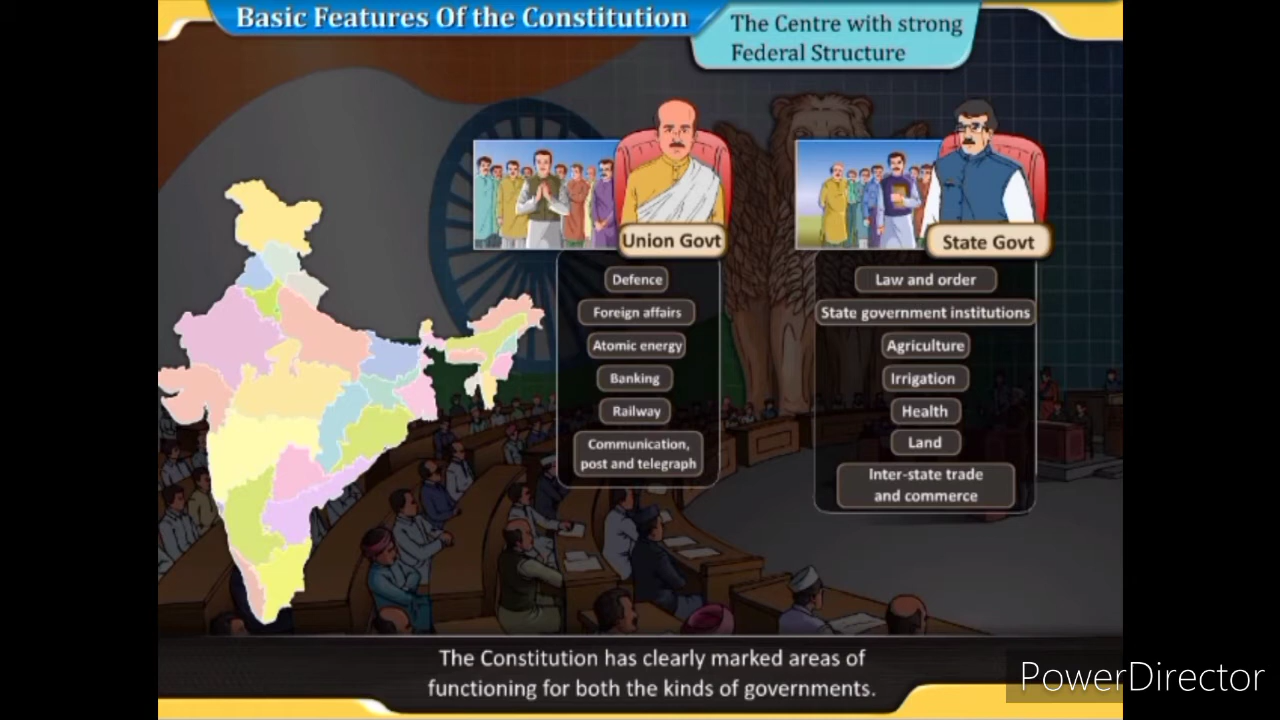 Basic Features Of the Constitution
The Centre with strong
Federal Structure
Union Govt
Defence
Foreign affairs
Atomic energy
Banking
Railway
Communication,
post and telegraph
State Govt
Law and order
State government institutions
Agriculture
Irrigation
Health
Land
Inter-state trade
and commerce
The Constitution has clearly marked areas of
functioning for both the kinds of governments.
PowerDirector